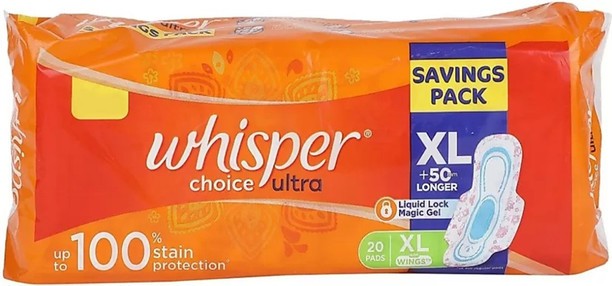 SAVINGS
PACK
whisper®
choice ultra
XL
+50mm
LONGER
Liquid Lock
Magic Gel
up to 100% stain protection*
20 PADS
XL
WINGS